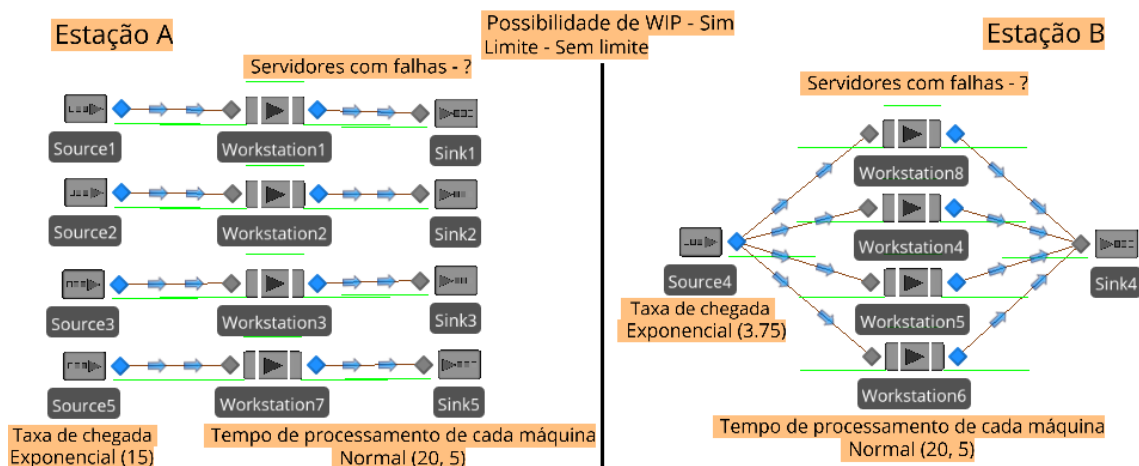 Possibilidade de WIP - Sim
Limite - Sem limite
Estação A
Servidores com falhas - ?
Source1
Workstation1
Sink1
Source2
Workstation2
Sink2
Source3
Workstation3
Sink3
Source5
Workstation7
Sink5
Taxa de chegada
Exponencial (15)
Tempo de processamento de cada máquina
Normal (20, 5)
Estação B
Servidores com falhas - ?
Workstation8
Workstation4
Source4
Sink4
Workstation5
Taxa de chegada
Exponencial (3.75)
Workstation6
Tempo de processamento de cada máquina
Normal (20, 5)